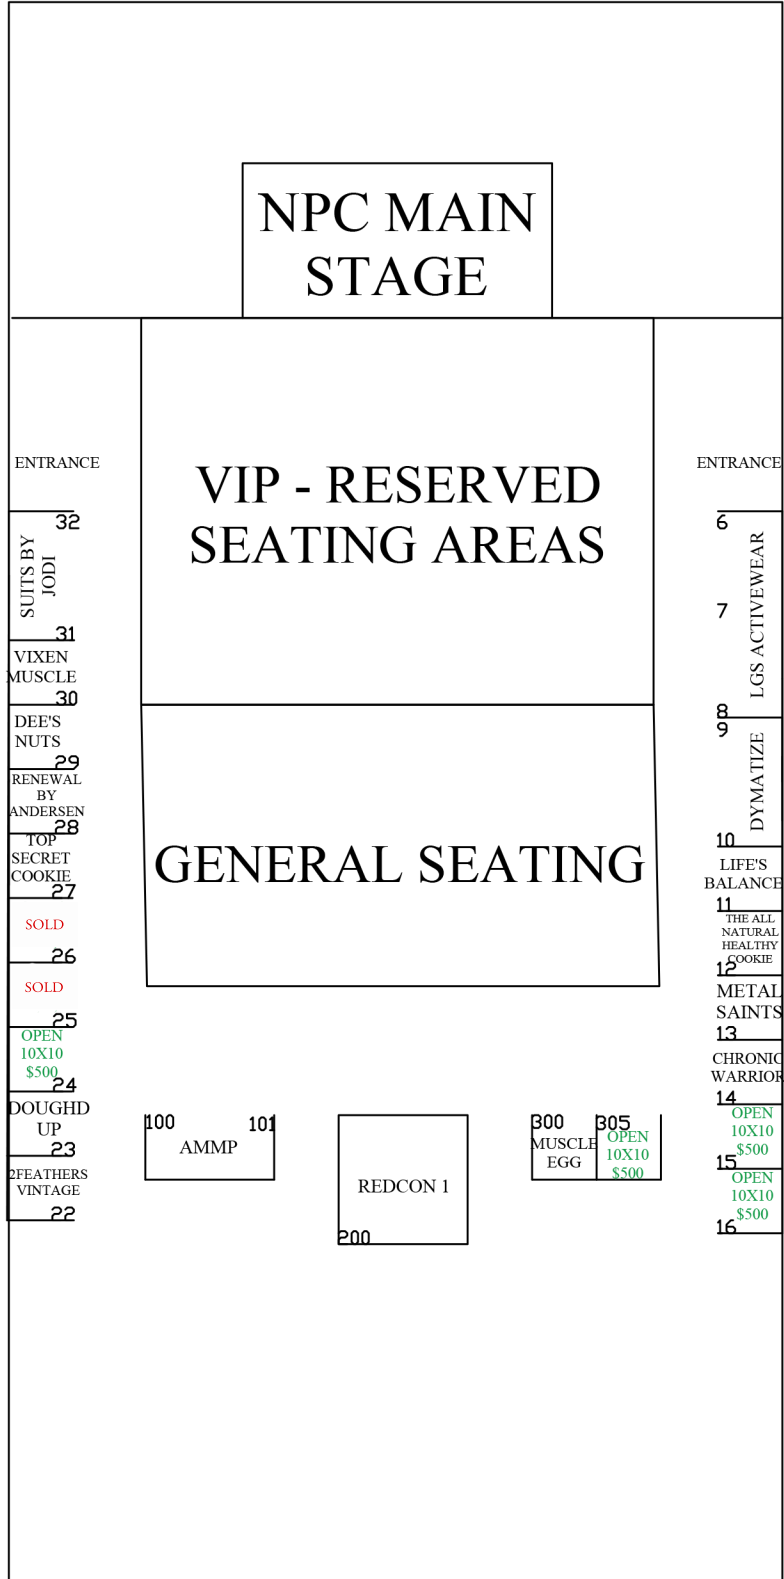 NPC MAIN
STAGE
VIP - RESERVED
SEATING AREAS
GENERAL SEATING
ENTRANCE
32
SUITS BY
JODI
31
VIXEN
MUSCLE
30
DEE'S
NUTS
29
RENEWAL
BY
ANDERSEN
28
TOP
SECRET
COOKIE
27
SOLD
26
SOLD
25
OPEN
10X10
$500
24
DOUGHD
UP
23
2FEATHERS
VINTAGE
22
100
101
AMMP
REDCON 1
200
300
MUSCLE
EGG
305
OPEN
10X10
$500
ENTRANCE
6
7
LGS ACTIVEWEAR
8
9
DYMATIZE
10
LIFE'S
BALANCE
11
THE ALL
NATURAL
HEALTHY
COOKIE
12
METAL
SAINTS
13
CHRONIC
WARRIOR
14
OPEN
10X10
$500
15
OPEN
10X10
$500
16